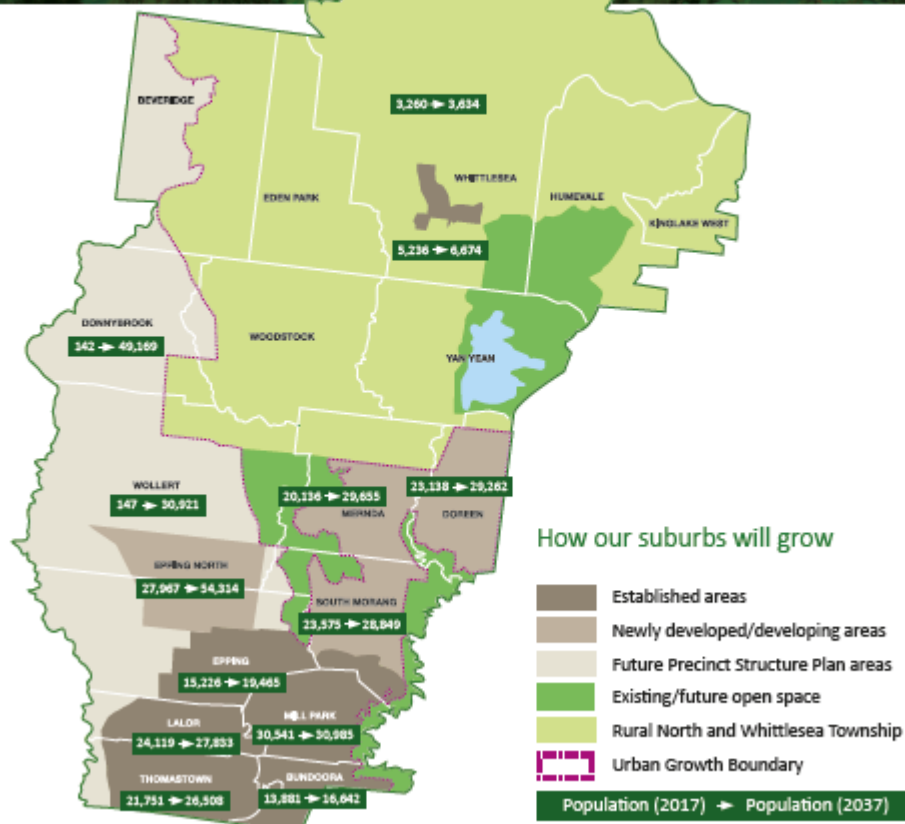 BEVERIDGE
3,260 → 3,634
WHITTLESEA
EDEN PARK
HUMEVALE
KINGLAKE WEST
5,236 → 6,674
DONNYBROOK
142 → 49,169
WOODSTOCK
YAN YEAN
WOLLERT
147 → 30,921
20,136 → 29,655
MERNDA
23,138 → 29,262
DOREEN
EPPING NORTH
27,967 → 54,314
SOUTH MORANG
23,575 → 28,849
EPPING
15,226 → 19,465
LALOR
24,119 → 27,833
MILL PARK
30,541 → 30,985
THOMASTOWN
21,751 → 26,508
BUNDOORA
13,881 → 16,642
How our suburbs will grow
Established areas
Newly developed/developing areas
Future Precinct Structure Plan areas
Existing/future open space
Rural North and Whittlesea Township
Urban Growth Boundary
Population (2017) → Population (2037)